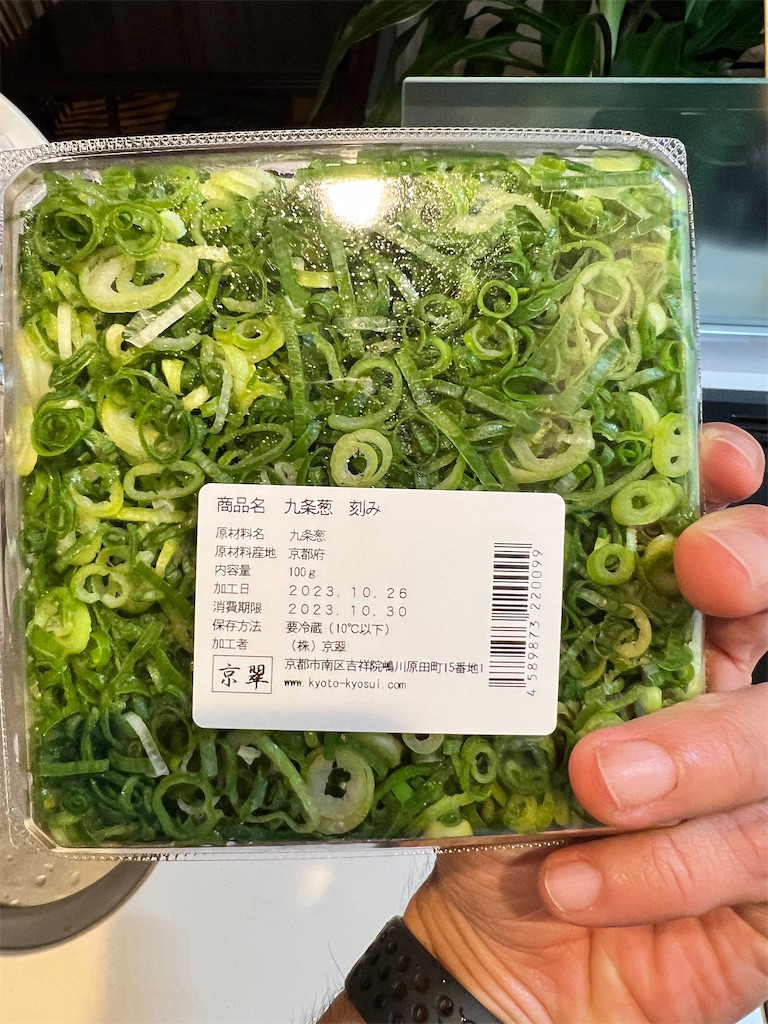 商品名 九条葱 刻み
原材料名 九条葱
原材料産地 京都府
内容量 100g
加工日 2023. 10. 26
消費期限 2023. 10. 30
保存方法 要冷蔵（10℃以下）
加工者 （株）京翠
京都市南区吉祥院嶋川原田町15番地1
www.kyoto-kyosui.com
京翠
4 589873 220099